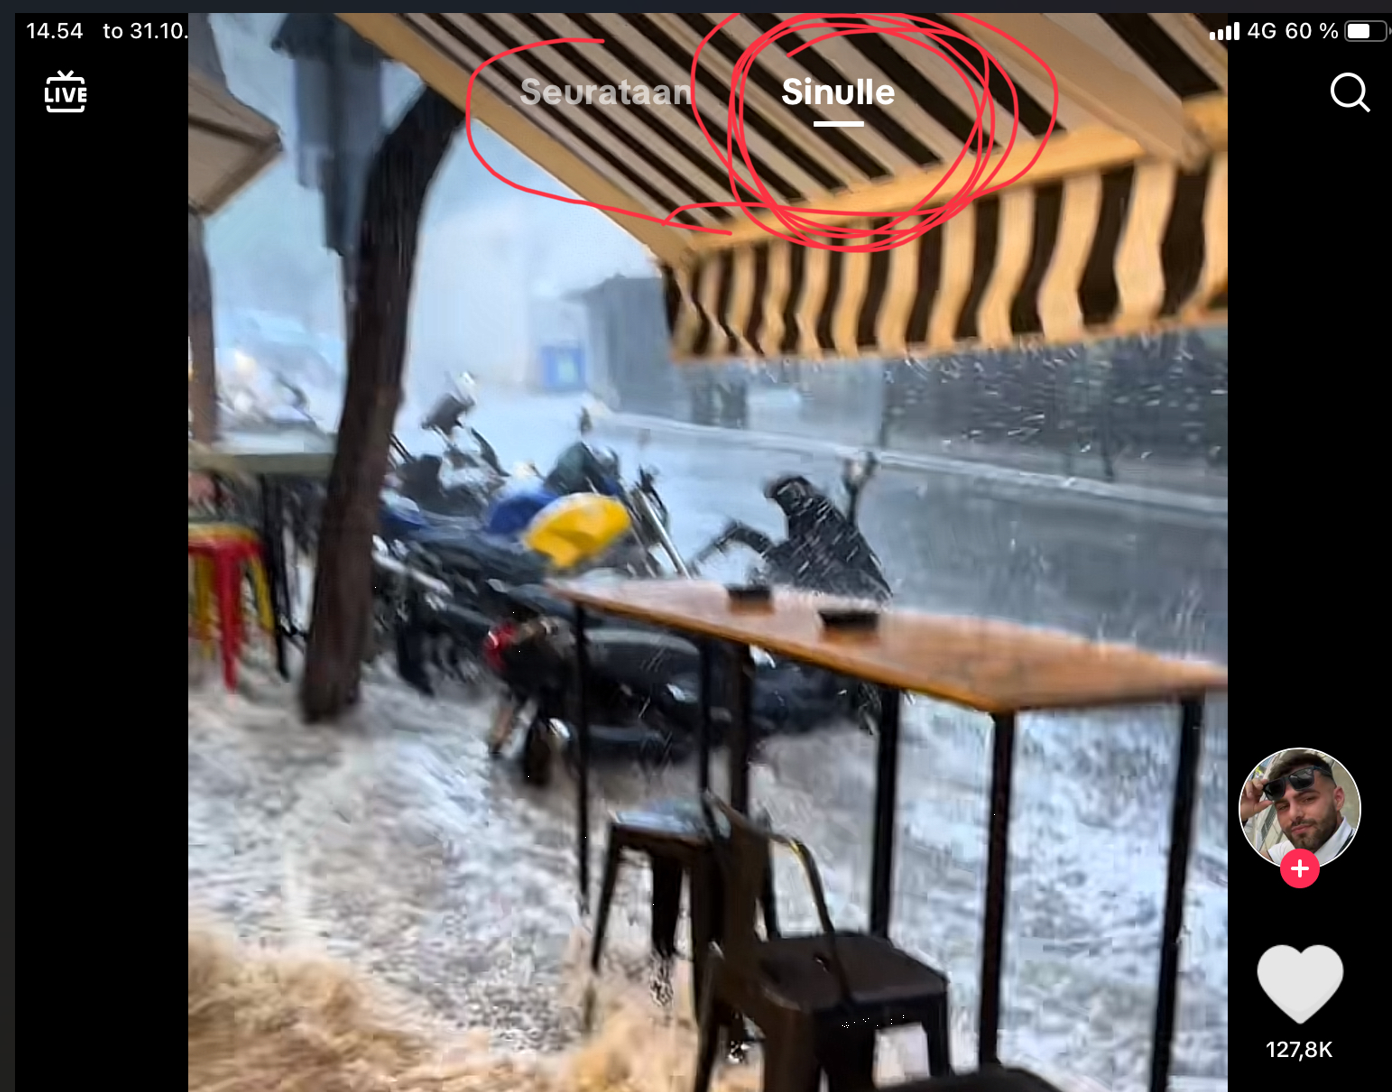 14.54 to 31.10.
4G 60 %
LIVE
Seurataan Sinulle
127,8K